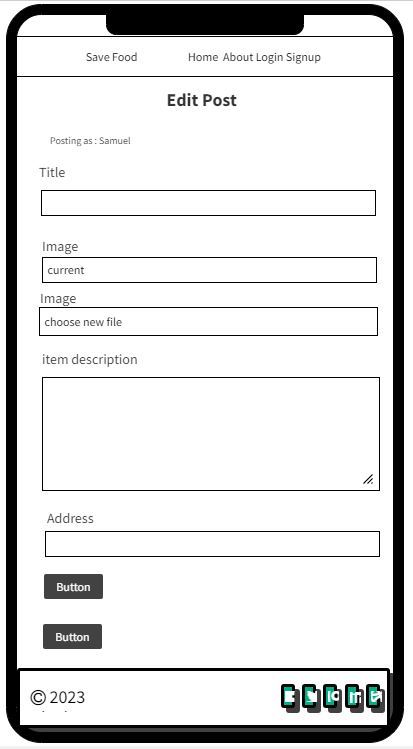 Save Food Home About Login Signup
Edit Post
Posting as : Samuel
Title
Image
current
Image
choose new file
item description
Address
Button
Button
© 2023